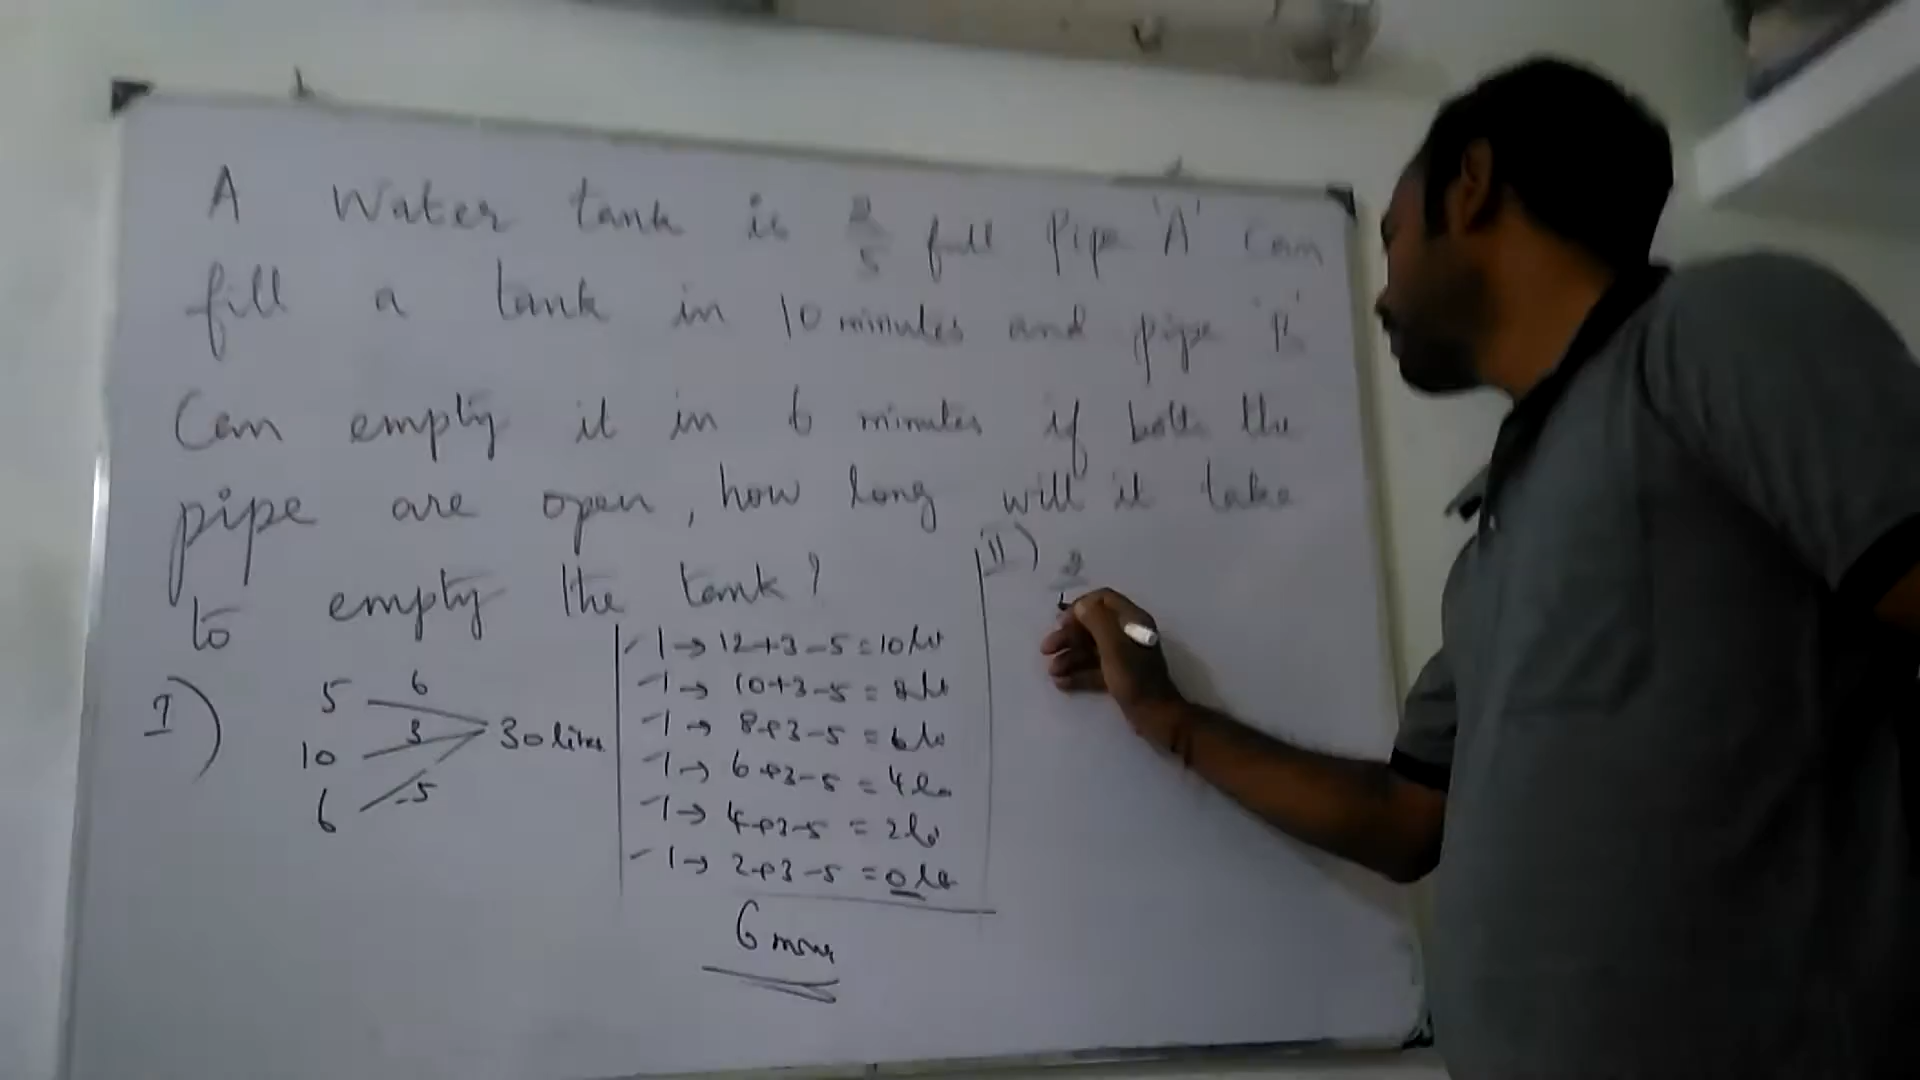 A Water tank is 2/5 full Pipe 'A' Can
fill a tank in 10 minutes and pipe 'B'
Can empty it in 6 minutes if both the
pipe are open, how long will it take
to empty the tank?
I)
5 6
10 3 30 litres
6 -5
1 → 12+3-5 = 10 lit
1 → 10+3-5 = 8 lit
1 → 8+3-5 = 6 lit
1 → 6+3-5 = 4 lit
1 → 4+3-5 = 2 lit
1 → 2+3-5 = 0 lit
6 mins
II) 2